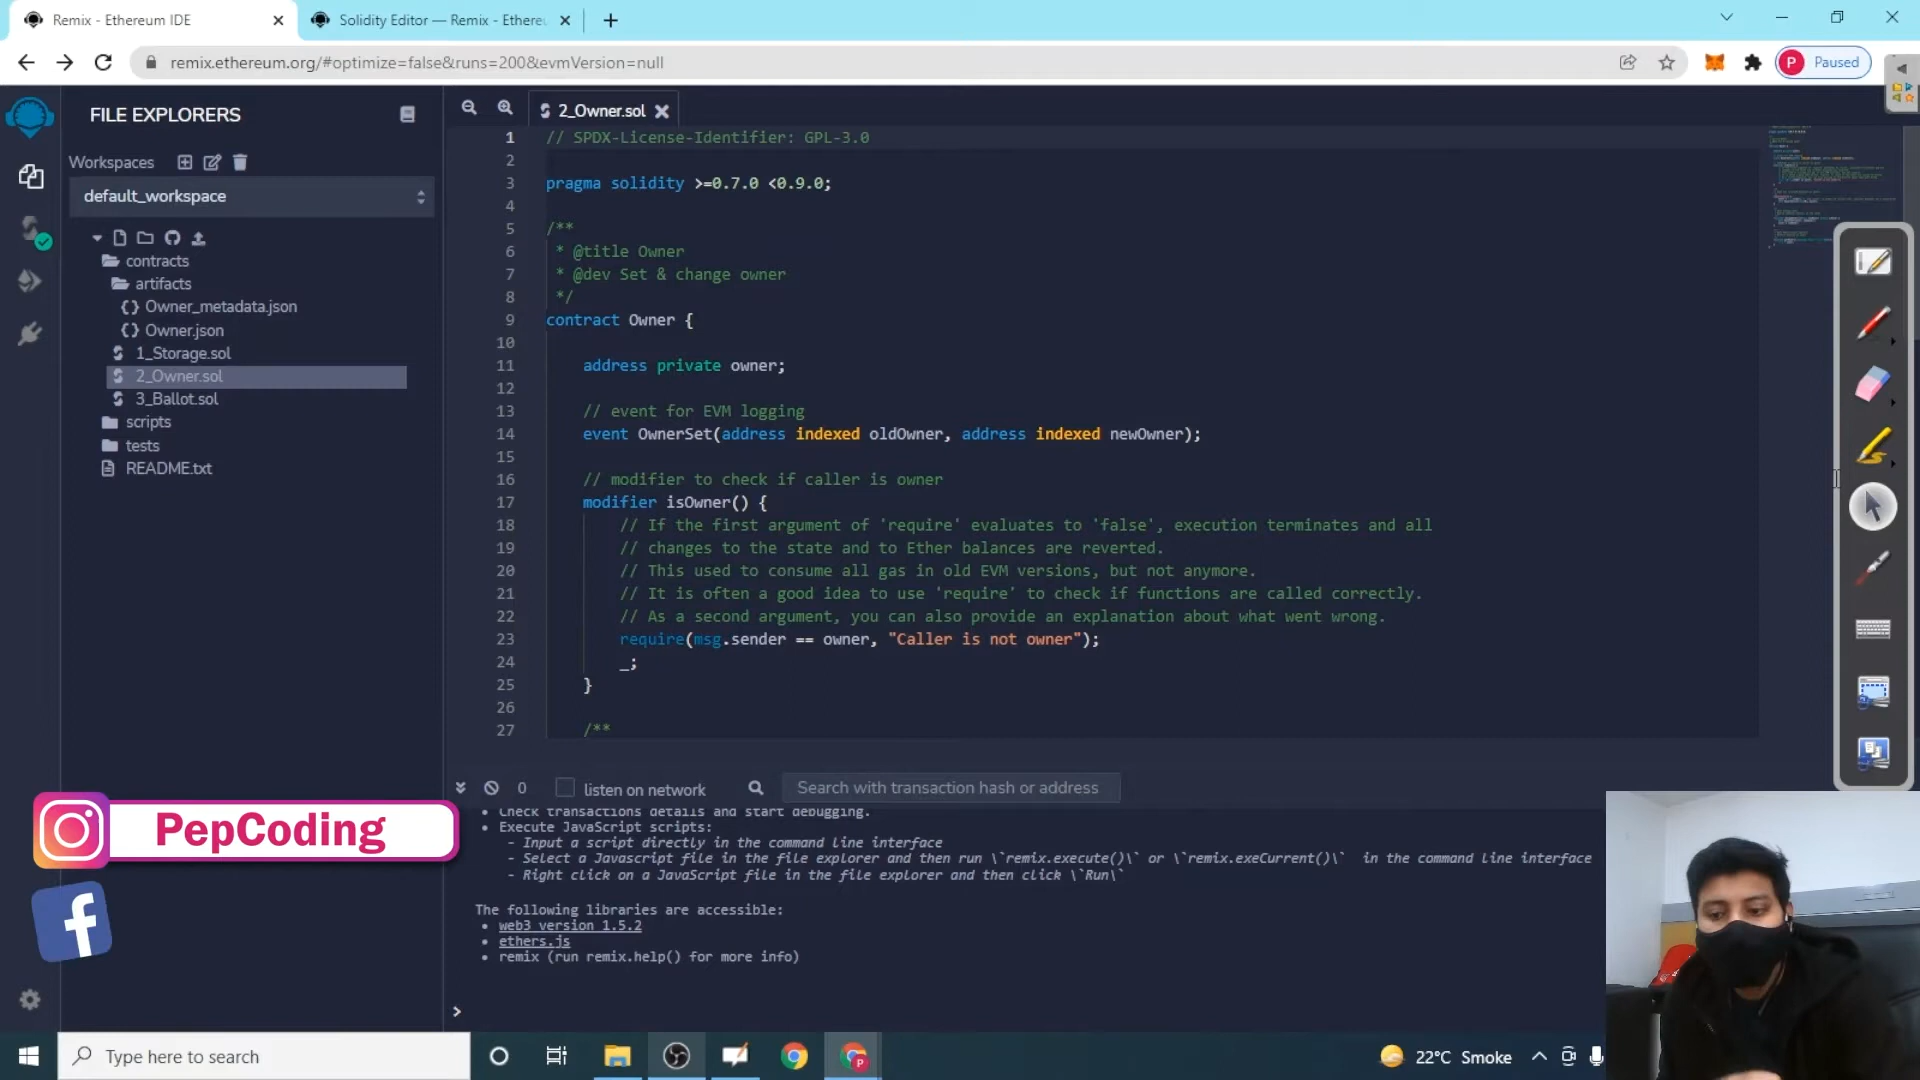 Remix - Ethereum IDE
Solidity Editor — Remix - Ethere
remix.ethereum.org/#optimize=false&runs=200&evmVersion=null
P Paused
FILE EXPLORERS
Workspaces
default_workspace
contracts
artifacts
{} Owner_metadata.json
{} Owner.json
1_Storage.sol
2_Owner.sol
3_Ballot.sol
scripts
tests
README.txt
2_Owner.sol
1 // SPDX-License-Identifier: GPL-3.0
2
3 pragma solidity >=0.7.0 <0.9.0;
4
5 /**
6 * @title Owner
7 * @dev Set & change owner
8 */
9 contract Owner {
10
11 address private owner;
12
13 // event for EVM logging
14 event OwnerSet(address indexed oldOwner, address indexed newOwner);
15
16 // modifier to check if caller is owner
17 modifier isOwner() {
18 // If the first argument of 'require' evaluates to 'false', execution terminates and all
19 // changes to the state and to Ether balances are reverted.
20 // This used to consume all gas in old EVM versions, but not anymore.
21 // It is often a good idea to use 'require' to check if functions are called correctly.
22 // As a second argument, you can also provide an explanation about what went wrong.
23 require(msg.sender == owner, "Caller is not owner");
24 _;
25 }
26
27 /**
0 listen on network Search with transaction hash or address
• Check transactions details and start debugging.
• Execute JavaScript scripts:
- Input a script directly in the command line interface
- Select a Javascript file in the file explorer and then run \`remix.execute()\` or \`remix.exeCurrent()\` in the command line interface
- Right click on a JavaScript file in the file explorer and then click \`Run\`
The following libraries are accessible:
• web3 version 1.5.2
• ethers.js
• remix (run remix.help() for more info)
>
PepCoding
Type here to search
22°C Smoke